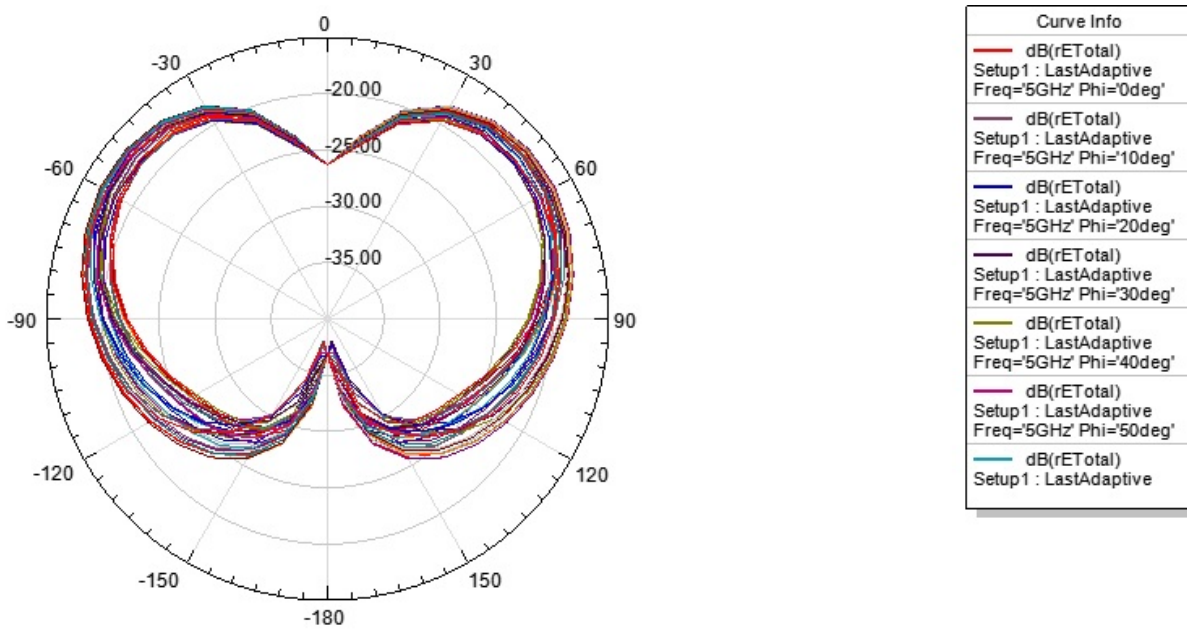 0
-30
30
-20.00
-25.00
-60
60
-30.00
-35.00
-90
90
-120
120
-150
150
-180
Curve Info
dB(rETotal)
Setup1 : LastAdaptive
Freq='5GHz' Phi='0deg'
dB(rETotal)
Setup1 : LastAdaptive
Freq='5GHz' Phi='10deg'
dB(rETotal)
Setup1 : LastAdaptive
Freq='5GHz' Phi='20deg'
dB(rETotal)
Setup1 : LastAdaptive
Freq='5GHz' Phi='30deg'
dB(rETotal)
Setup1 : LastAdaptive
Freq='5GHz' Phi='40deg'
dB(rETotal)
Setup1 : LastAdaptive
Freq='5GHz' Phi='50deg'
dB(rETotal)
Setup1 : LastAdaptive